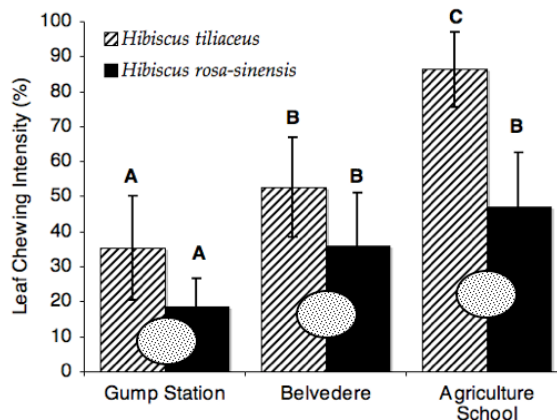 100
90
80
70
60
50
40
30
20
10
0
Leaf Chewing Intensity (%)
Hibiscus tiliaceus
Hibiscus rosa-sinensis
A
A
B
B
C
B
Gump Station
Belvedere
Agriculture
School